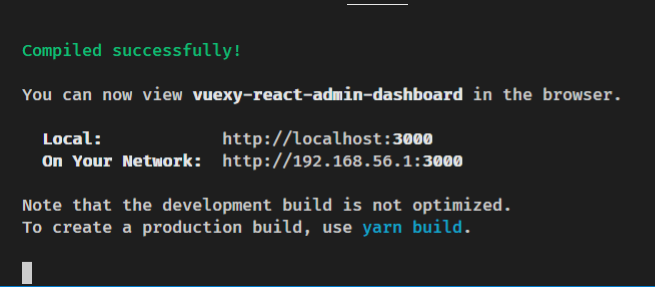 Compiled successfully!
You can now view vuexy-react-admin-dashboard in the browser.
Local: http://localhost:3000
On Your Network: http://192.168.56.1:3000
Note that the development build is not optimized.
To create a production build, use yarn build.